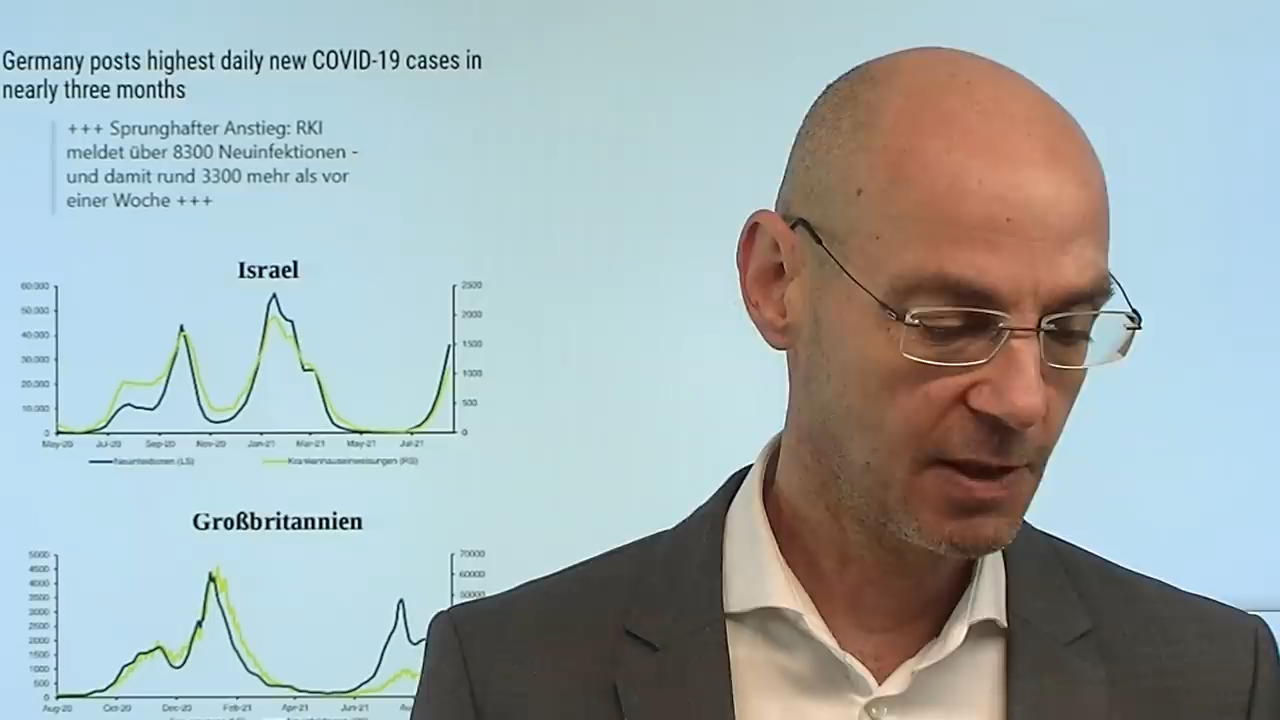 Germany posts highest daily new COVID-19 cases in
nearly three months
+++ Sprunghafter Anstieg: RKI
meldet über 8300 Neuinfektionen -
und damit rund 3300 mehr als vor
einer Woche +++
Israel
60.000
50.000
40.000
30.000
20.000
10.000
0
2500
2000
1500
1000
500
0
May-20 Jul-20 Sep-20 Nov-20 Jan-21 Mar-21 May-21 Jul-21
Neuinfektionen (LS) Krankenhauseinweisungen (RS)
Großbritannien
5000
4500
4000
3500
3000
2500
2000
1500
1000
500
0
70000
60000
Aug-20 Oct-20 Dec-20 Feb-21 Apr-21 Jun-21